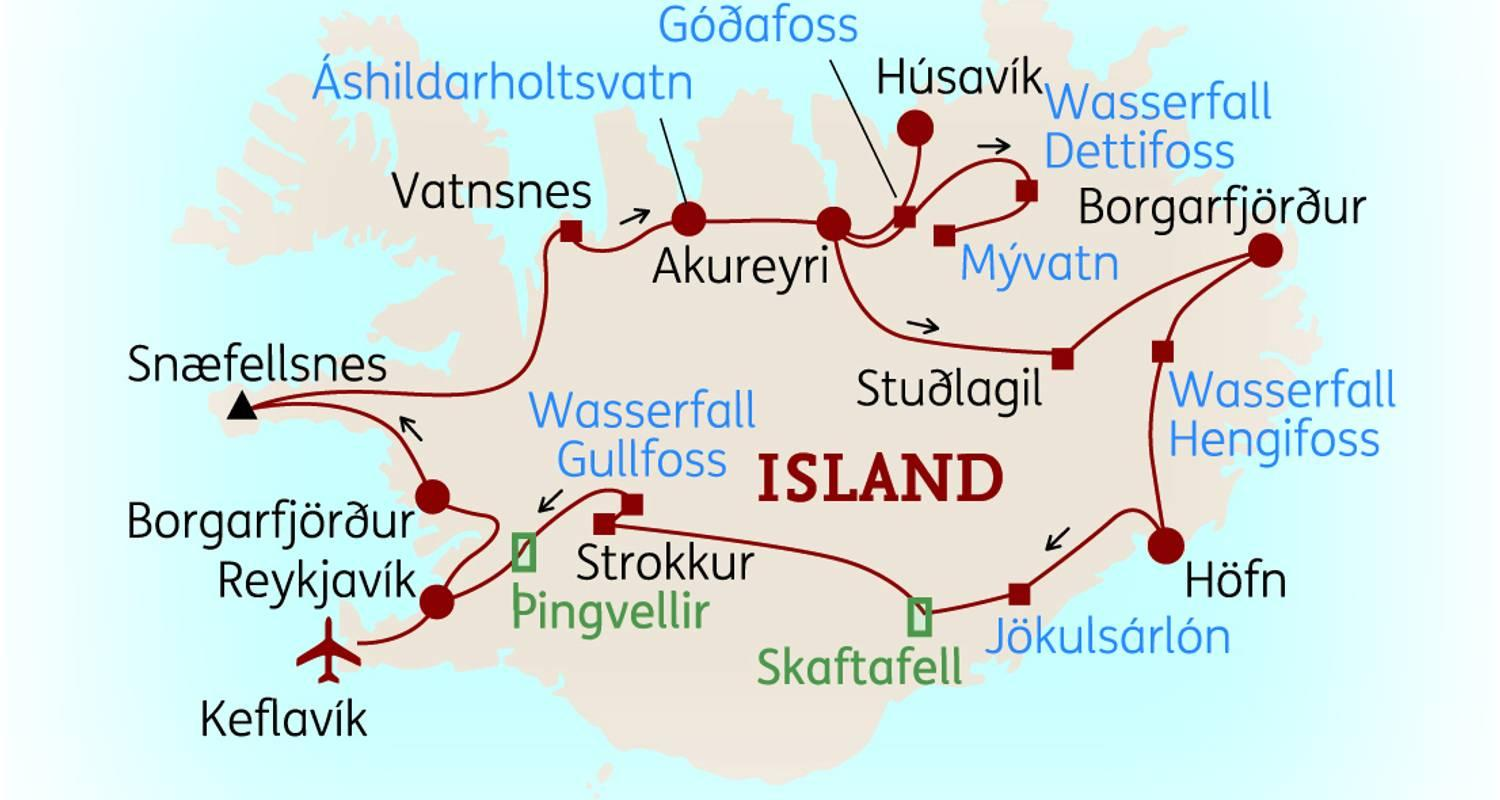 Góðafoss
Áshildarholtsvatn
Húsavík
Wasserfall
Dettifoss
Vatnsnes
Borgarfjörður
Akureyri
Mývatn
Snæfellsnes
Stuðlagil
Wasserfall
Hengifoss
Wasserfall
Gullfoss
ISLAND
Borgarfjörður
Strokkur
Reykjavík
Höfn
Þingvellir
Jökulsárlón
Skaftafell
Keflavík